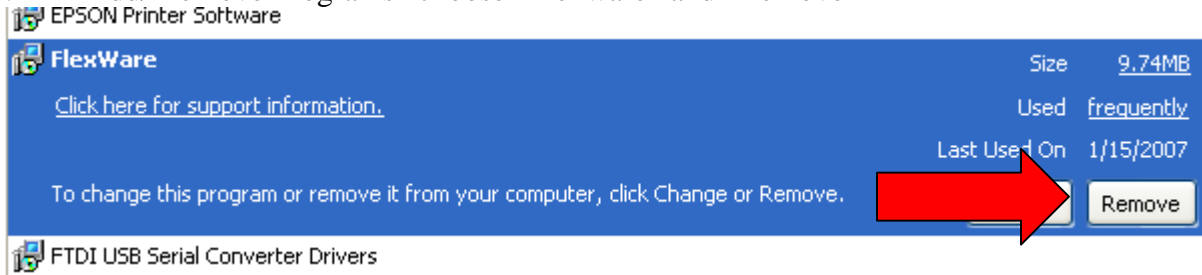 EPSON Printer Software
FlexWare Size 9.74MB
Click here for support information. Used frequently
Last Used On 1/15/2007
To change this program or remove it from your computer, click Change or Remove. Remove
FTDI USB Serial Converter Drivers